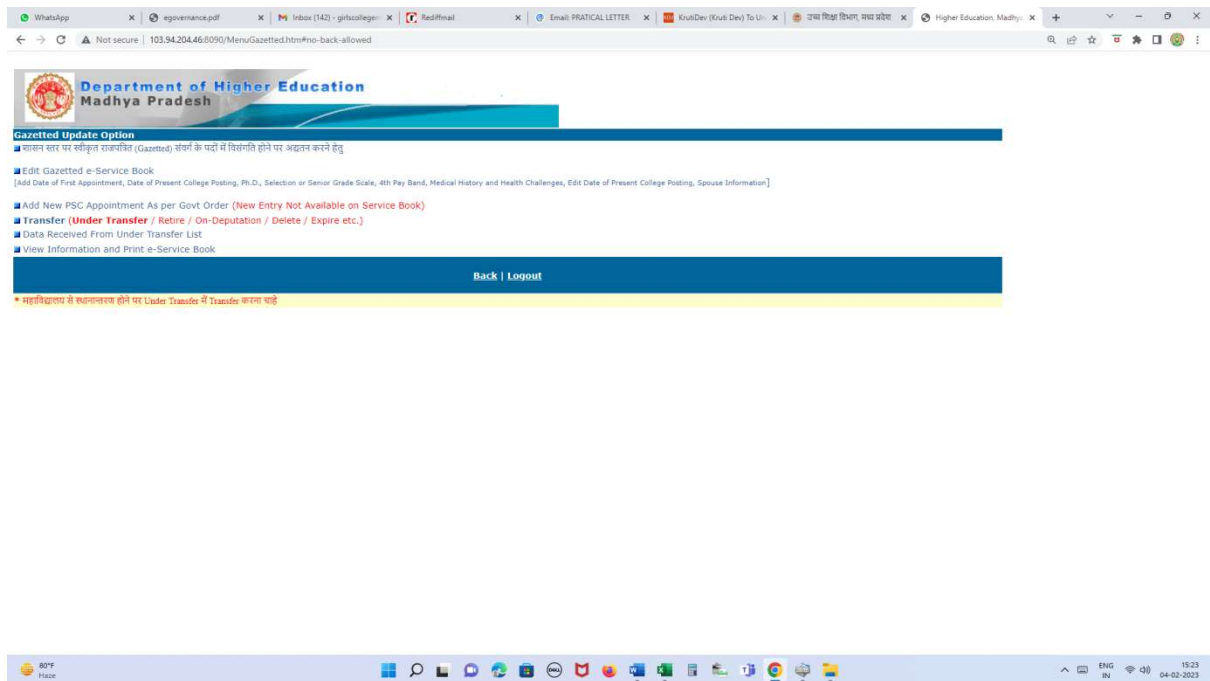 WhatsApp egovernance.pdf Inbox (142) - girlscollegen Rediffmail Email: PRATICAL LETTER KrutiDev (Kruti Dev) To Un उच्च शिक्षा विभाग, मध्य प्रदेश Higher Education, Madhya
Not secure | 103.94.204.46:8090/MenuGazetted.htm#no-back-allowed
Department of Higher Education
Madhya Pradesh
Gazetted Update Option
शासन स्तर पर स्वीकृत राजपत्रित (Gazetted) संवर्ग के पदों में विसंगति होने पर अद्यतन करने हेतु
Edit Gazetted e-Service Book
[Add Date of First Appointment, Date of Present College Posting, Ph.D., Selection or Senior Grade Scale, 4th Pay Band, Medical History and Health Challenges, Edit Date of Present College Posting, Spouse Information]
Add New PSC Appointment As per Govt Order (New Entry Not Available on Service Book)
Transfer (Under Transfer / Retire / On-Deputation / Delete / Expire etc.)
Data Received From Under Transfer List
View Information and Print e-Service Book
Back | Logout
* महाविद्यालय से स्थानान्तरण होने पर Under Transfer में Transfer करना चाहे
80°F
Haze
ENG
IN
15:23
04-02-2023